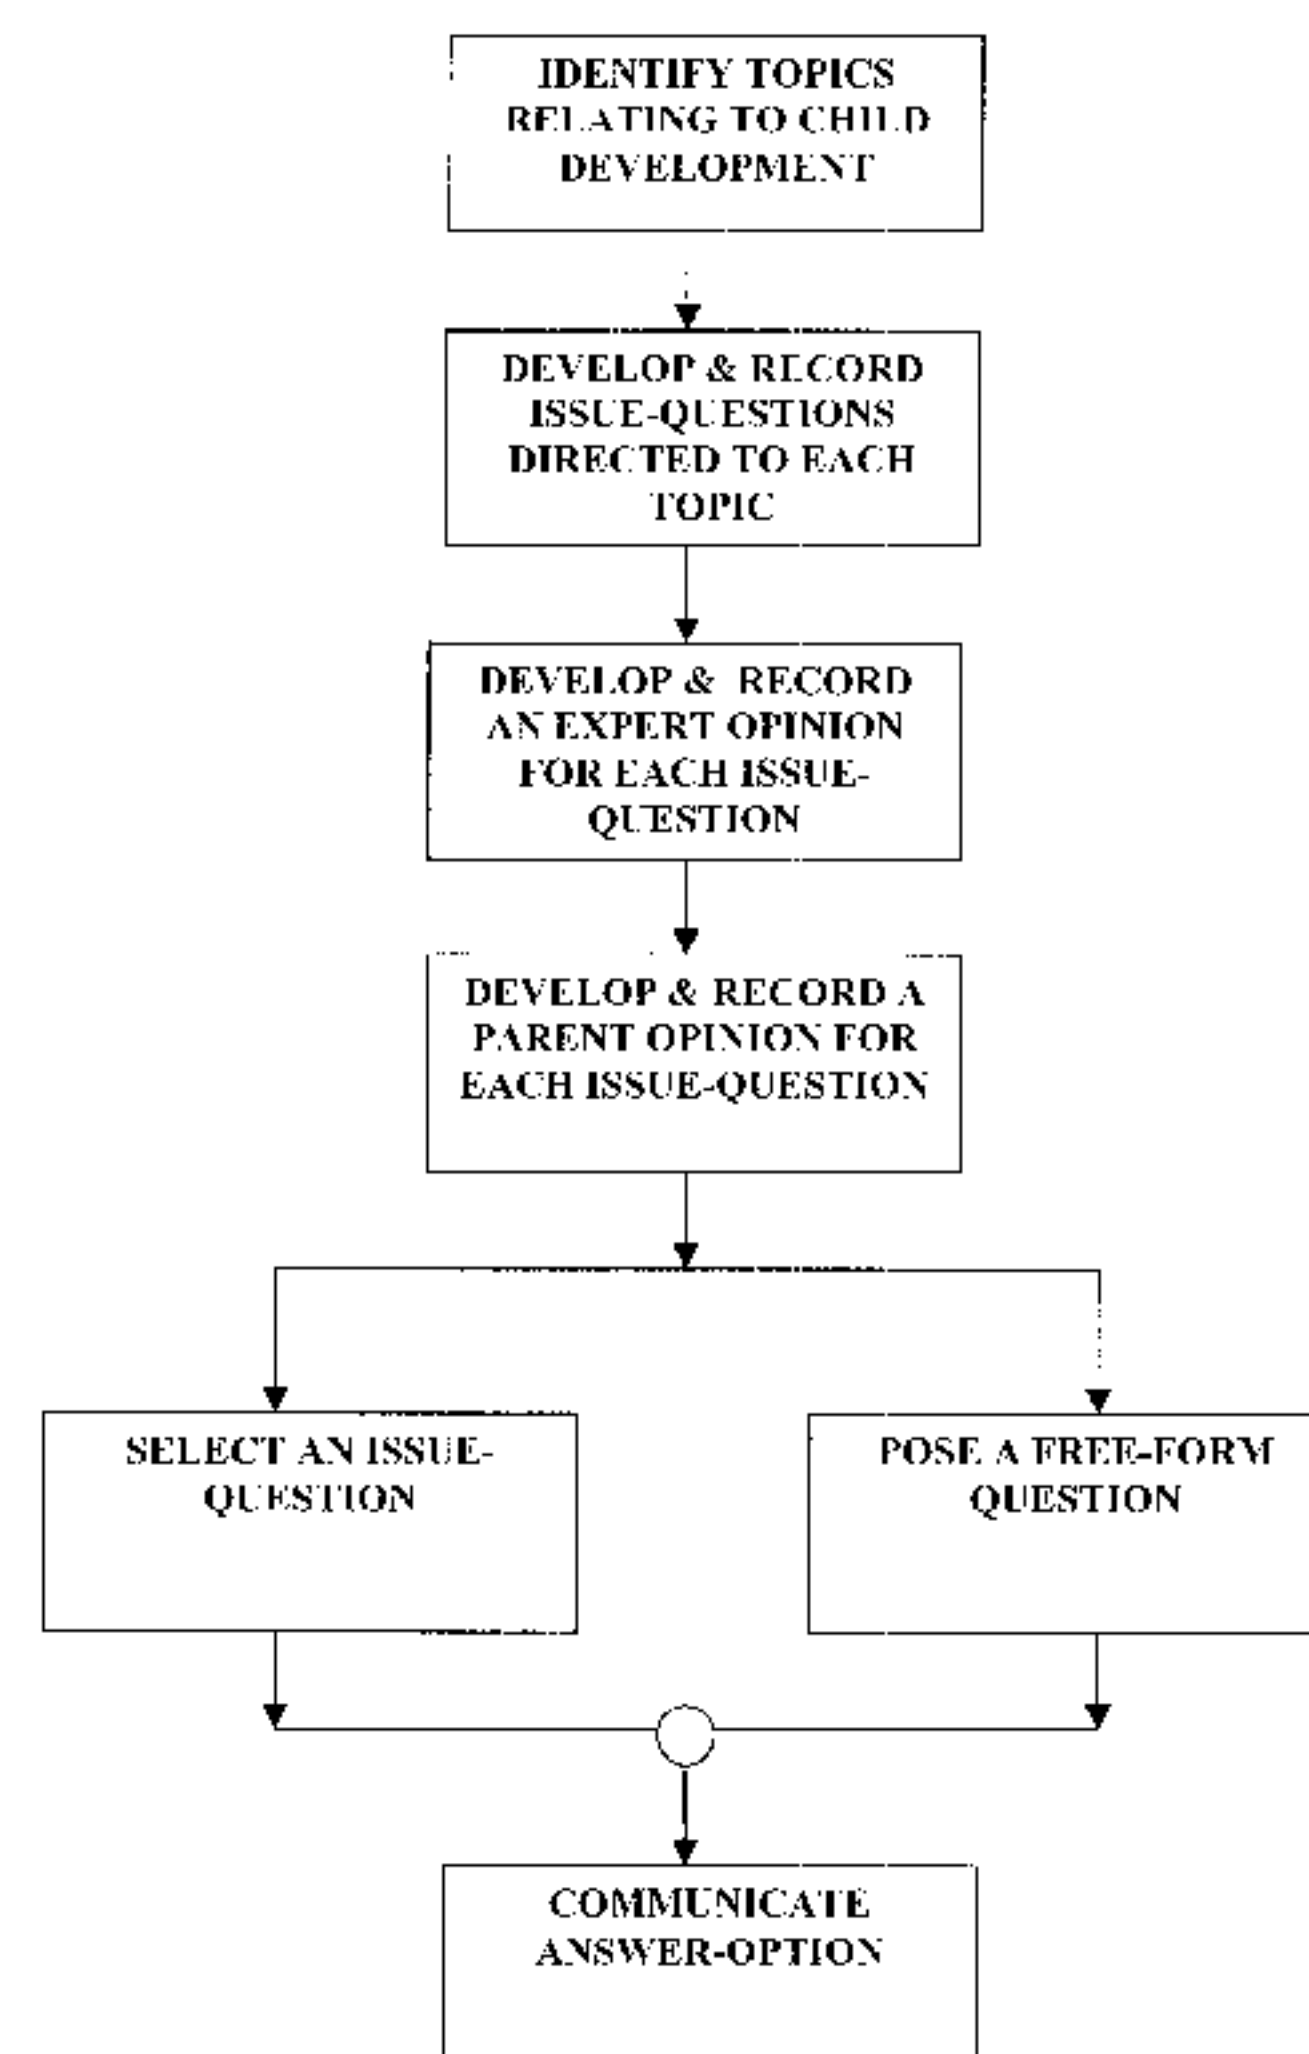 IDENTIFY TOPICS
RELATING TO CHILD
DEVELOPMENT
DEVELOP & RECORD
ISSUE-QUESTIONS
DIRECTED TO EACH
TOPIC
DEVELOP & RECORD
AN EXPERT OPINION
FOR EACH ISSUE-
QUESTION
DEVELOP & RECORD A
PARENT OPINION FOR
EACH ISSUE-QUESTION
SELECT AN ISSUE-
QUESTION
POSE A FREE-FORM
QUESTION
COMMUNICATE
ANSWER-OPTION